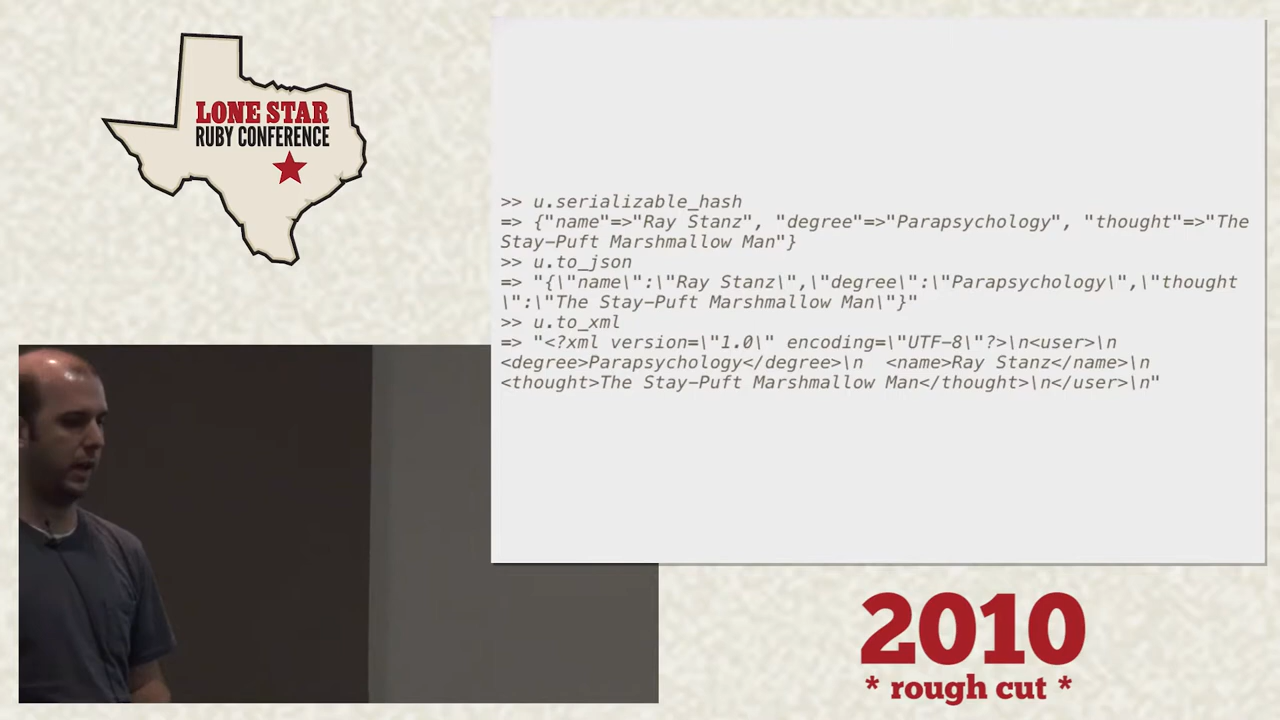 LONE STAR
RUBY CONFERENCE
>> u.serializable_hash
=> {"name"=>"Ray Stanz", "degree"=>"Parapsychology", "thought"=>"The
Stay-Puft Marshmallow Man"}
>> u.to_json
=> "{\"name\":\"Ray Stanz\",\"degree\":\"Parapsychology\",\"thought
\":\"The Stay-Puft Marshmallow Man\"}"
>> u.to_xml
=> "<?xml version=\"1.0\" encoding=\"UTF-8\"?>\n<user>\n
<degree>Parapsychology</degree>\n  <name>Ray Stanz</name>\n
<thought>The Stay-Puft Marshmallow Man</thought>\n</user>\n"
2010
* rough cut *